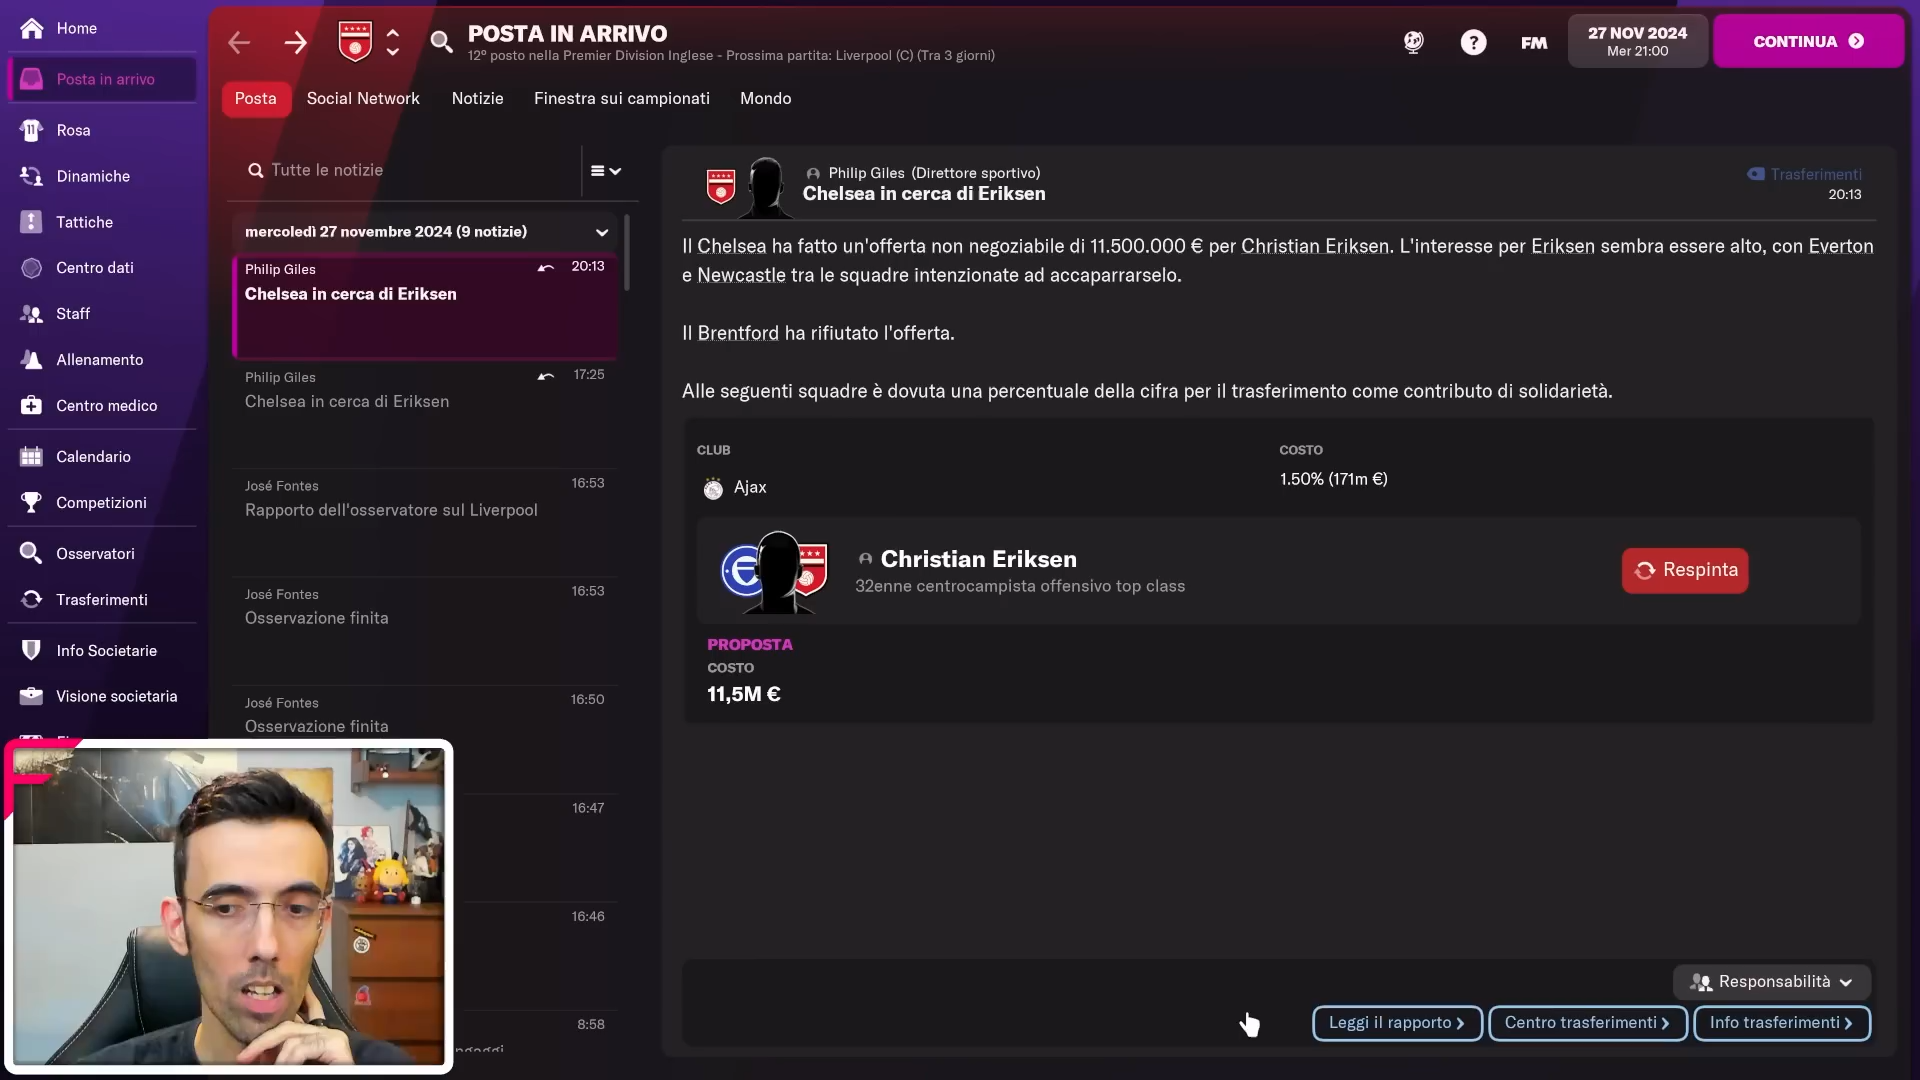 Home
Posta in arrivo
Rosa
Dinamiche
Tattiche
Centro dati
Staff
Allenamento
Centro medico
Calendario
Competizioni
Osservatori
Trasferimenti
Info Societarie
Visione societaria
POSTA IN ARRIVO
12° posto nella Premier Division Inglese - Prossima partita: Liverpool (C) (Tra 3 giorni)
?
FM
27 NOV 2024
Mer 21:00
CONTINUA
Posta
Social Network
Notizie
Finestra sui campionati
Mondo
Tutte le notizie
mercoledì 27 novembre 2024 (9 notizie)
Philip Giles
20:13
Chelsea in cerca di Eriksen
Philip Giles
17:25
Chelsea in cerca di Eriksen
José Fontes
16:53
Rapporto dell'osservatore sul Liverpool
José Fontes
16:53
Osservazione finita
José Fontes
16:50
Osservazione finita
16:47
16:46
8:58
Philip Giles (Direttore sportivo)
Chelsea in cerca di Eriksen
Trasferimenti
20:13
Il Chelsea ha fatto un'offerta non negoziabile di 11.500.000 € per Christian Eriksen. L'interesse per Eriksen sembra essere alto, con Everton
e Newcastle tra le squadre intenzionate ad accaparrarselo.
Il Brentford ha rifiutato l'offerta.
Alle seguenti squadre è dovuta una percentuale della cifra per il trasferimento come contributo di solidarietà.
CLUB
COSTO
Ajax
1.50% (171m €)
Christian Eriksen
32enne centrocampista offensivo top class
Respinta
PROPOSTA
COSTO
11,5M €
Responsabilità
Leggi il rapporto
Centro trasferimenti
Info trasferimenti